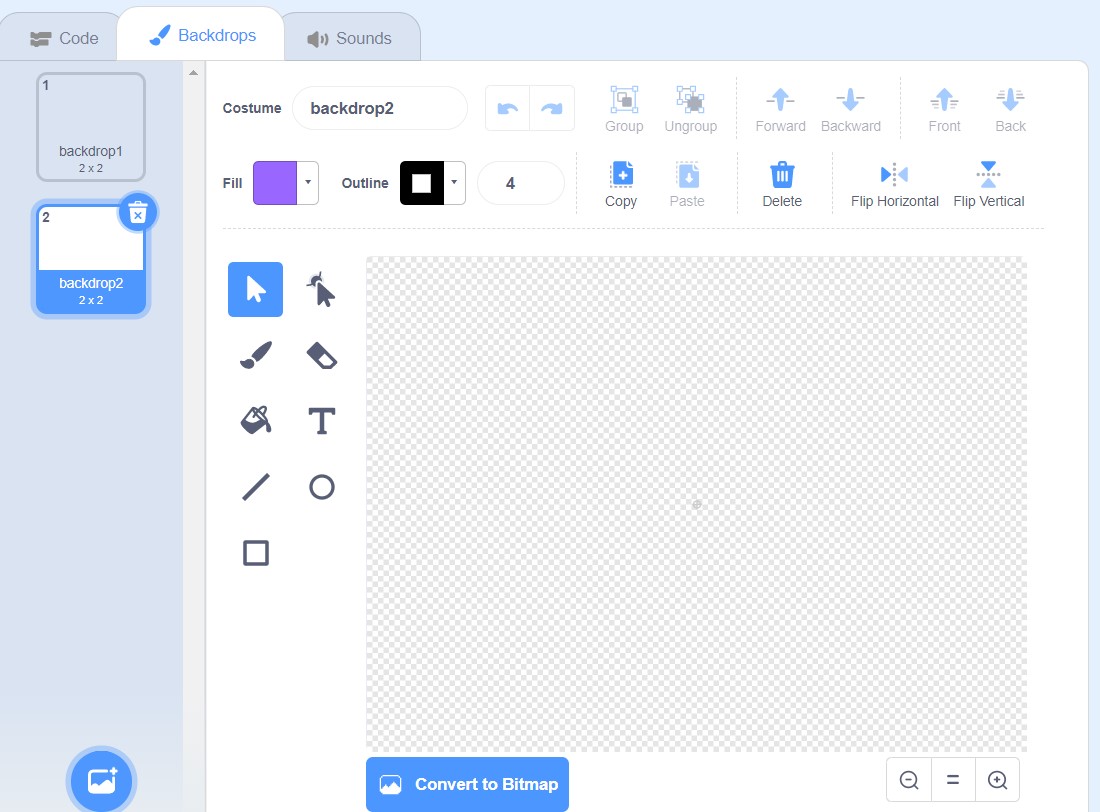 Code
Backdrops
Sounds
1
backdrop1
2 x 2
2
backdrop2
2 x 2
Costume
backdrop2
Group
Ungroup
Forward
Backward
Front
Back
Fill
Outline
4
Copy
Paste
Delete
Flip Horizontal
Flip Vertical
T
Convert to Bitmap
=